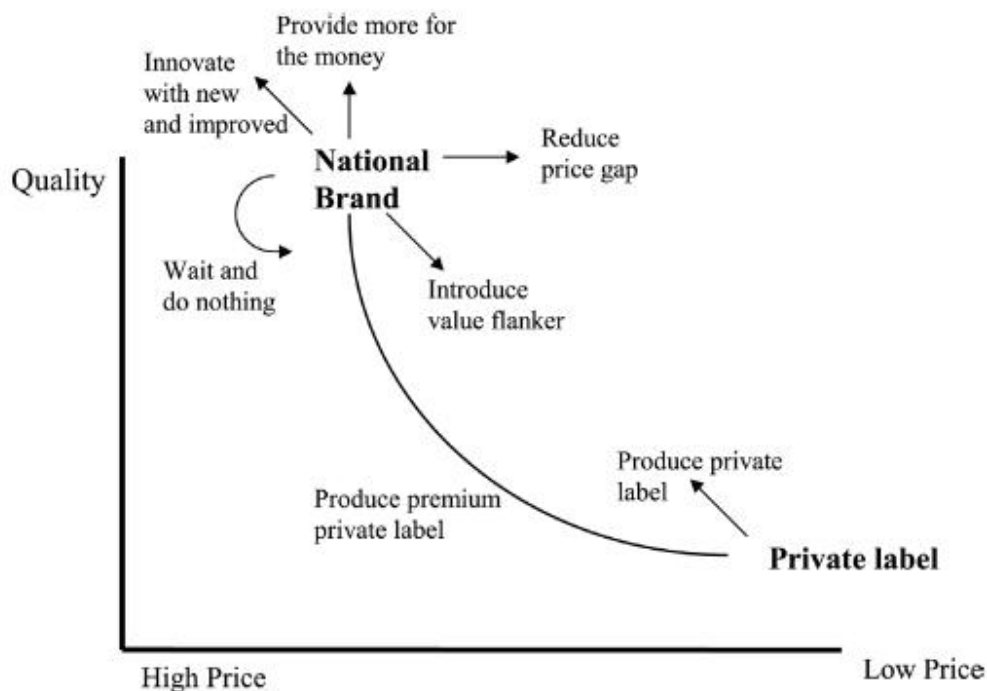 Provide more for
the money
Innovate
with new
and improved
National
Brand
Reduce
price gap
Quality
Wait and
do nothing
Introduce
value flanker
Produce private
label
Produce premium
private label
Private label
High Price
Low Price